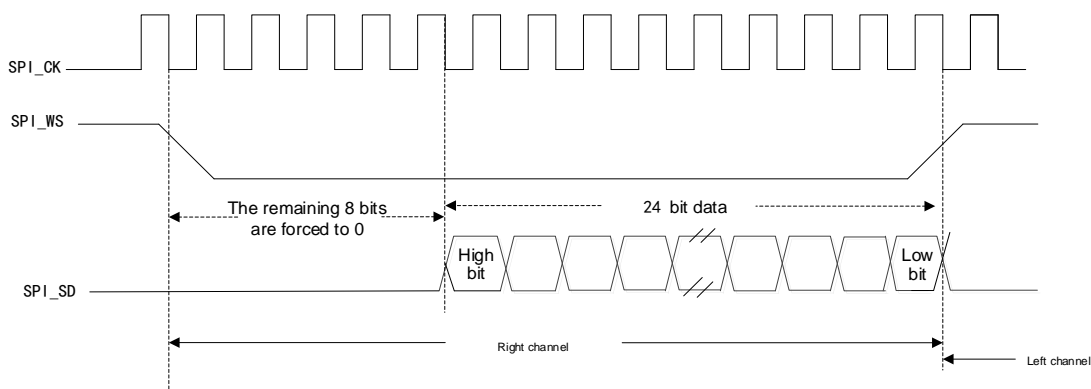 SPI_CK
SPI_WS
The remaining 8 bits
are forced to 0
24 bit data
High
bit
Low
bit
SPI_SD
Right channel
Left channel